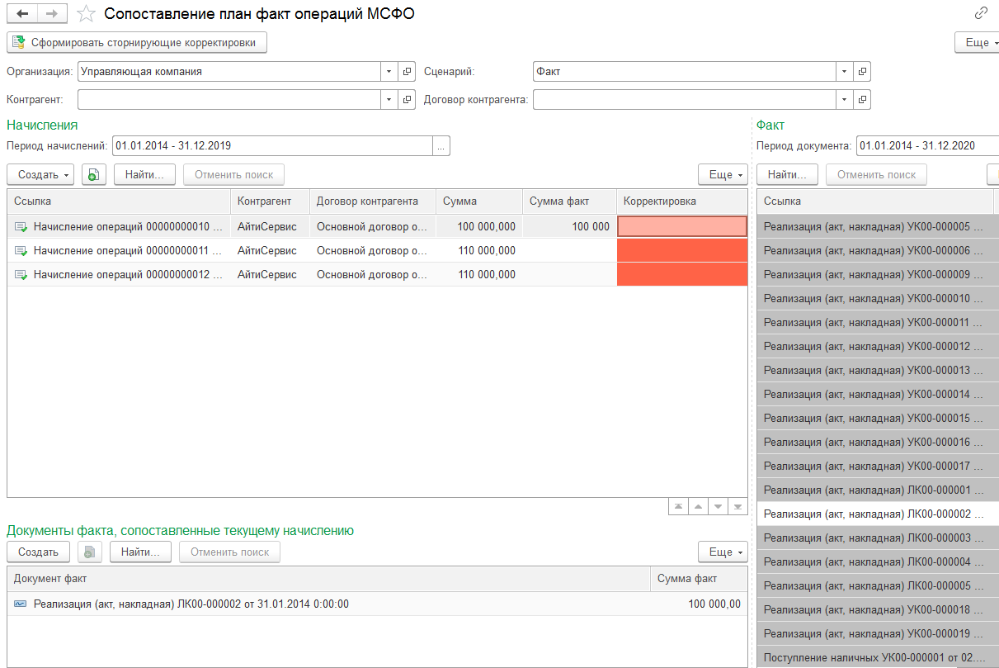 Сопоставление план факт операций МСФО
Сформировать сторнирующие корректировки
Еще
Организация: Управляющая компания Сценарий: Факт
Контрагент: Договор контрагента:
Начисления
Период начислений: 01.01.2014 - 31.12.2019 ...
Создать Найти... Отменить поиск Еще
Ссылка Контрагент Договор контрагента Сумма Сумма факт Корректировка
Начисление операций 00000000010 ... АйтиСервис Основной договор о... 100 000,000 100 000
Начисление операций 00000000011 ... АйтиСервис Основной договор о... 110 000,000
Начисление операций 00000000012 ... АйтиСервис Основной договор о... 110 000,000
Документы факта, сопоставленные текущему начислению
Создать Найти... Отменить поиск Еще
Документ факт Сумма факт
Реализация (акт, накладная) ЛК00-000002 от 31.01.2014 0:00:00 100 000,00
Факт
Период документа: 01.01.2014 - 31.12.2020
Найти... Отменить поиск
Ссылка
Реализация (акт, накладная) УК00-000005 ...
Реализация (акт, накладная) УК00-000006 ...
Реализация (акт, накладная) УК00-000009 ...
Реализация (акт, накладная) УК00-000010 ...
Реализация (акт, накладная) УК00-000011 ...
Реализация (акт, накладная) УК00-000012 ...
Реализация (акт, накладная) УК00-000013 ...
Реализация (акт, накладная) УК00-000014 ...
Реализация (акт, накладная) УК00-000015 ...
Реализация (акт, накладная) УК00-000016 ...
Реализация (акт, накладная) УК00-000017 ...
Реализация (акт, накладная) ЛК00-000001 ...
Реализация (акт, накладная) ЛК00-000002 ...
Реализация (акт, накладная) ЛК00-000003 ...
Реализация (акт, накладная) ЛК00-000004 ...
Реализация (акт, накладная) ЛК00-000005 ...
Реализация (акт, накладная) УК00-000018 ...
Реализация (акт, накладная) УК00-000019 ...
Поступление наличных УК00-000001 от 02....